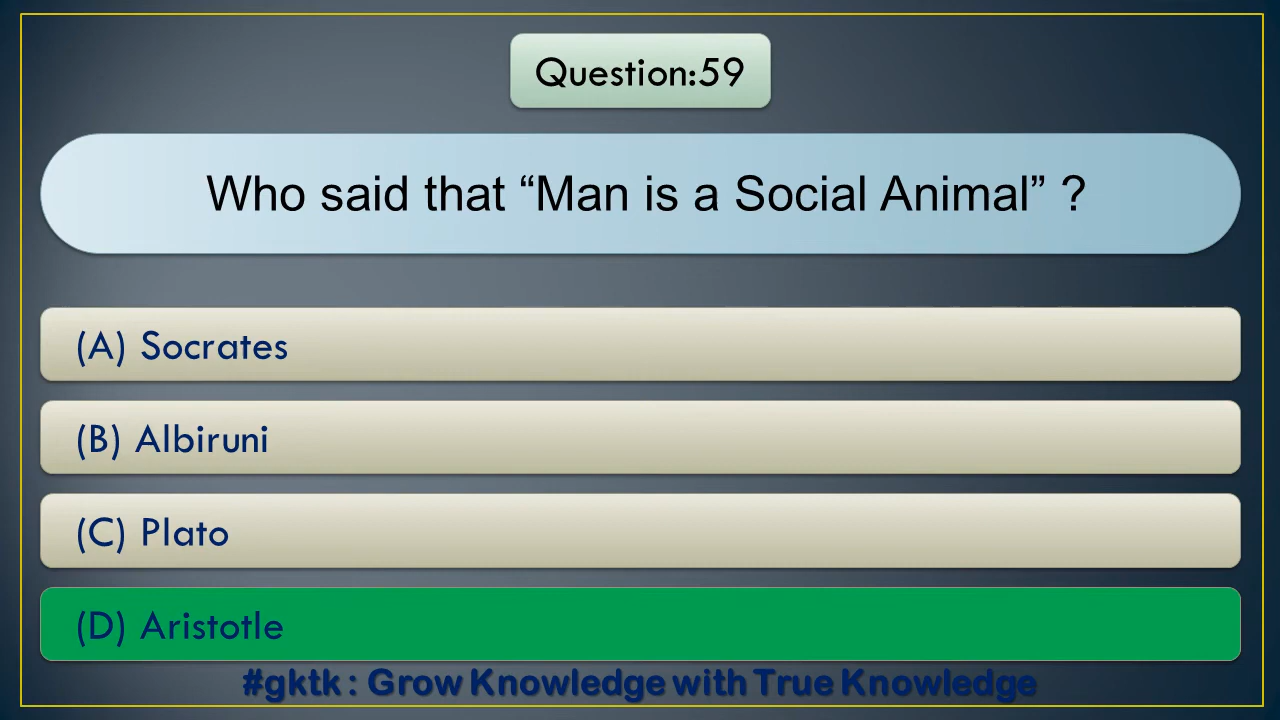 Question:59
Who said that “Man is a Social Animal” ?
(A) Socrates
(B) Albiruni
(C) Plato
(D) Aristotle
#gktk : Grow Knowledge with True Knowledge